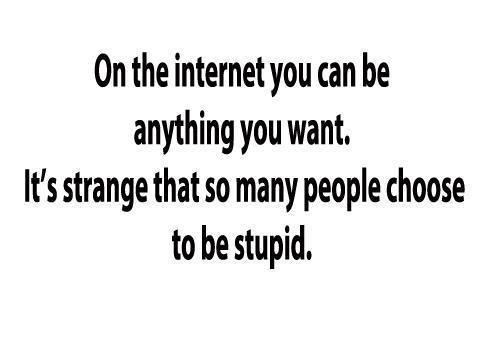 On the internet you can be
anything you want.
It’s strange that so many people choose
to be stupid.